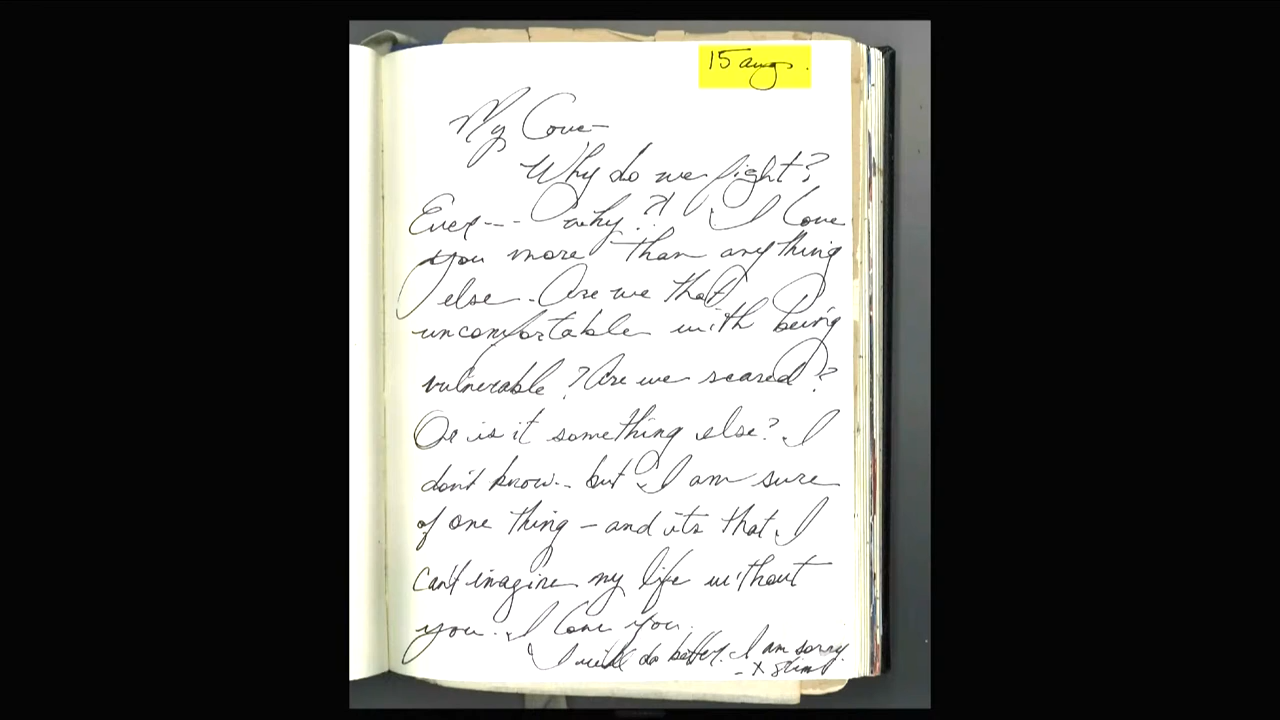 15 aug.
My Love –
Why do we fight?
Ever-- why??! I love
you more than anything
else. Are we that
uncomfortable with being
vulnerable? Are we scared?
Or is it something else? I
don't know.. but I am sure
of one thing – and its that I
can't imagine my life without
you. I love you.
I will do better. I am sorry.
- x slim